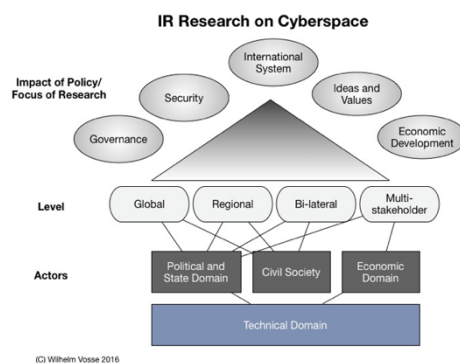 IR Research on Cyberspace
International
System
Impact of Policy/
Focus of Research
Security
Ideas and
Values
Governance
Economic
Development
Level
Global
Regional
Bi-lateral
Multi-
stakeholder
Actors
Political and
State Domain
Civil Society
Economic
Domain
Technical Domain
(C) Wilhelm Vosse 2016